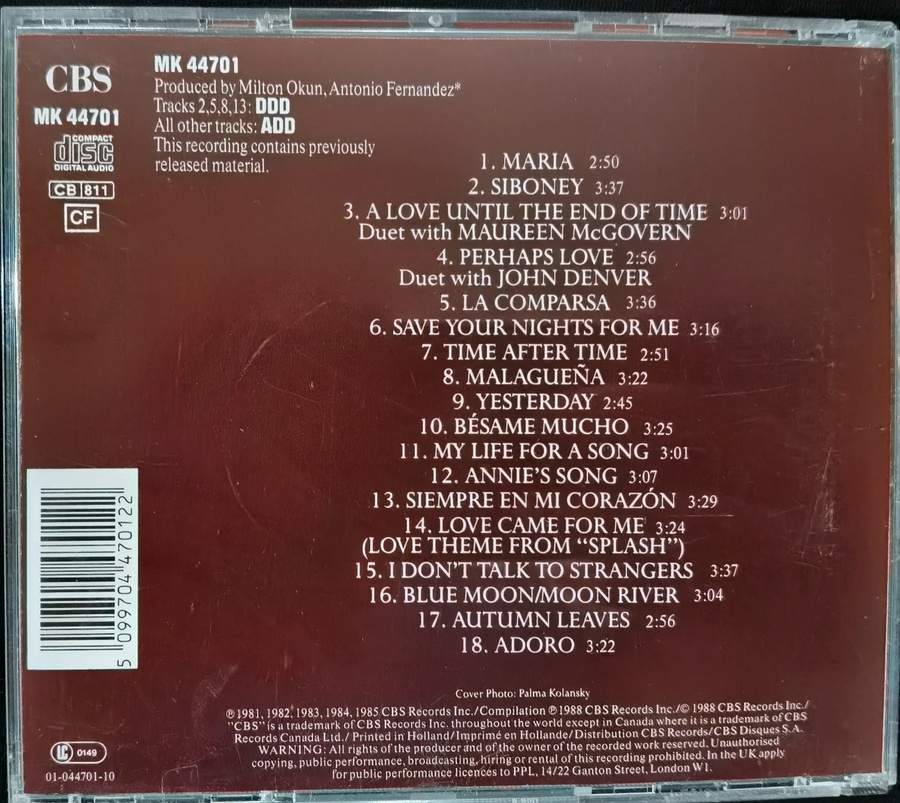 CBS
MK 44701
COMPACT
disc
DIGITAL AUDIO
CB 811
CF
MK 44701
Produced by Milton Okun, Antonio Fernandez*
Tracks 2,5,8,13: DDD
All other tracks: ADD
This recording contains previously
released material.
1. MARIA 2:50
2. SIBONEY 3:37
3. A LOVE UNTIL THE END OF TIME 3:01
Duet with MAUREEN McGOVERN
4. PERHAPS LOVE 2:56
Duet with JOHN DENVER
5. LA COMPARSA 3:36
6. SAVE YOUR NIGHTS FOR ME 3:16
7. TIME AFTER TIME 2:51
8. MALAGUEÑA 3:22
9. YESTERDAY 2:45
10. BÉSAME MUCHO 3:25
11. MY LIFE FOR A SONG 3:01
12. ANNIE'S SONG 3:07
13. SIEMPRE EN MI CORAZÓN 3:29
14. LOVE CAME FOR ME 3:24
(LOVE THEME FROM “SPLASH”)
15. I DON'T TALK TO STRANGERS 3:37
16. BLUE MOON/MOON RIVER 3:04
17. AUTUMN LEAVES 2:56
18. ADORO 3:22
5 099704 470122
Cover Photo: Palma Kolansky
℗ 1981, 1982, 1983, 1984, 1985 CBS Records Inc./Compilation ℗ 1988 CBS Records Inc./© 1988 CBS Records Inc./
“CBS” is a trademark of CBS Records Inc. throughout the world except in Canada where it is a trademark of CBS
Records Canada Ltd./ Printed in Holland/Imprimé en Hollande/Distribution CBS Records/CBS Disques S.A.
WARNING: All rights of the producer and of the owner of the recorded work reserved. Unauthorised
copying, public performance, broadcasting, hiring or rental of this recording prohibited. In the UK apply
for public performance licences to PPL, 14/22 Ganton Street, London W1.
LC 0149
01-044701-10